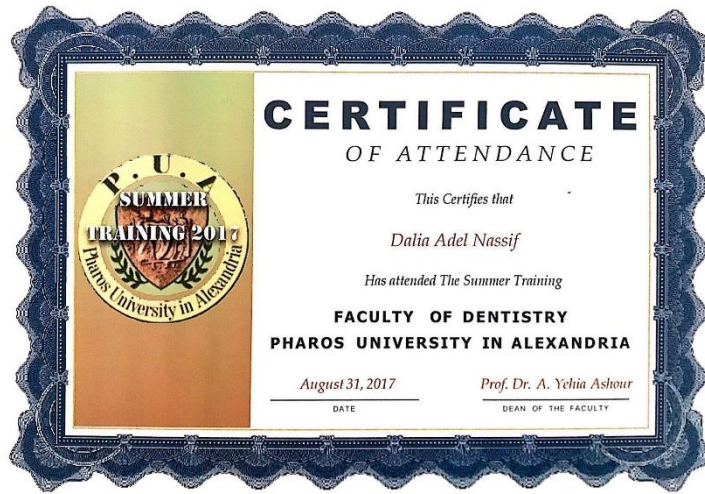 P.U.A
SUMMER
TRAINING 2017
Pharos University in Alexandria
CERTIFICATE
OF ATTENDANCE
This Certifies that
Dalia Adel Nassif
Has attended The Summer Training
FACULTY OF DENTISTRY
PHAROS UNIVERSITY IN ALEXANDRIA
August 31, 2017
DATE
Prof. Dr. A. Yehia Ashour
DEAN OF THE FACULTY